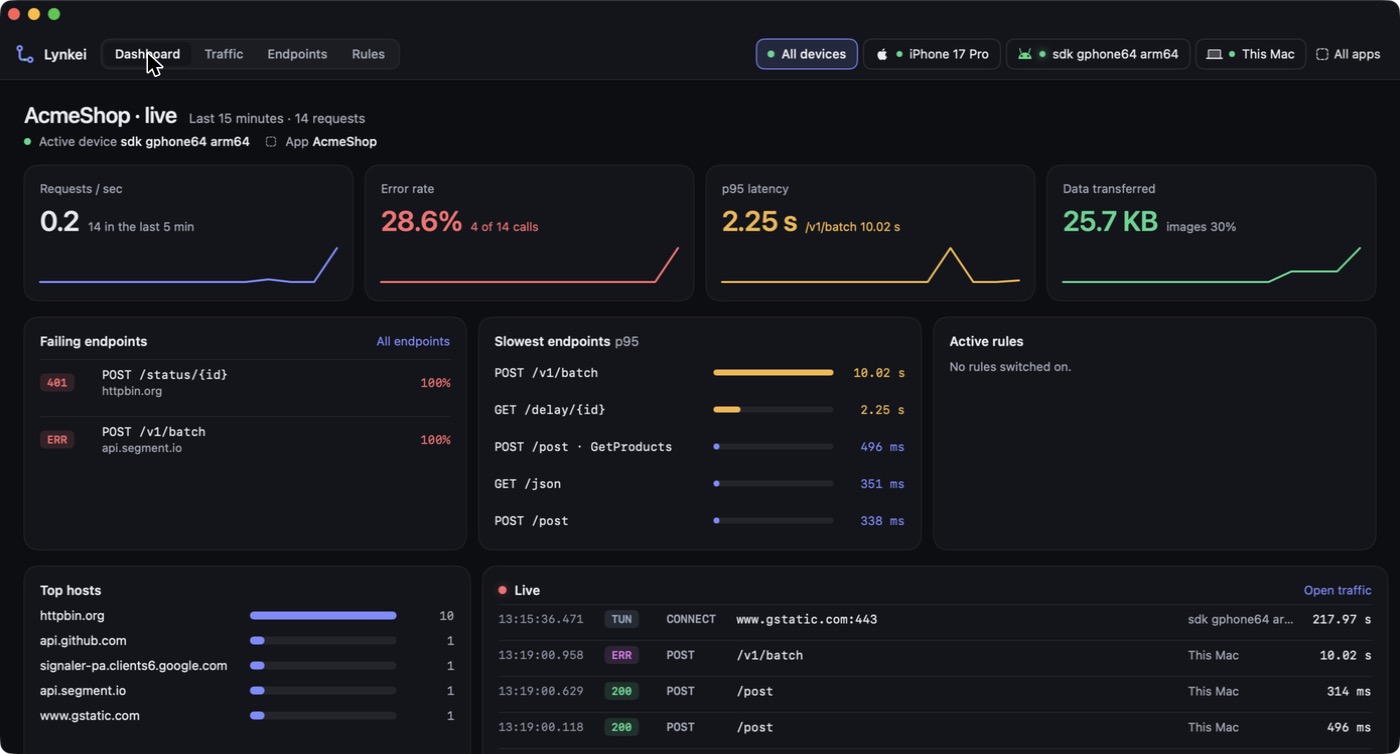 Lynkei Dashboard Traffic Endpoints Rules All devices iPhone 17 Pro sdk gphone64 arm64 This Mac All apps
AcmeShop · live Last 15 minutes · 14 requests
Active device sdk gphone64 arm64 App AcmeShop
Requests / sec
0.2 14 in the last 5 min
Error rate
28.6% 4 of 14 calls
p95 latency
2.25 s /v1/batch 10.02 s
Data transferred
25.7 KB images 30%
Failing endpoints All endpoints
401 POST /status/{id} 100%
httpbin.org
ERR POST /v1/batch 100%
api.segment.io
Slowest endpoints p95
POST /v1/batch 10.02 s
GET /delay/{id} 2.25 s
POST /post · GetProducts 496 ms
GET /json 351 ms
POST /post 338 ms
Active rules
No rules switched on.
Top hosts
httpbin.org 10
api.github.com 1
signaler-pa.clients6.google.com 1
api.segment.io 1
www.gstatic.com 1
Live Open traffic
13:15:36.471 TUN CONNECT www.gstatic.com:443 sdk gphone64 ar... 217.97 s
13:19:00.958 ERR POST /v1/batch This Mac 10.02 s
13:19:00.629 200 POST /post This Mac 314 ms
13:19:00.118 200 POST /post This Mac 496 ms